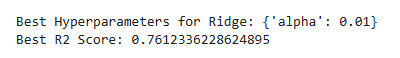 Best Hyperparameters for Ridge: {'alpha': 0.01}
Best R2 Score: 0.7612336228624895